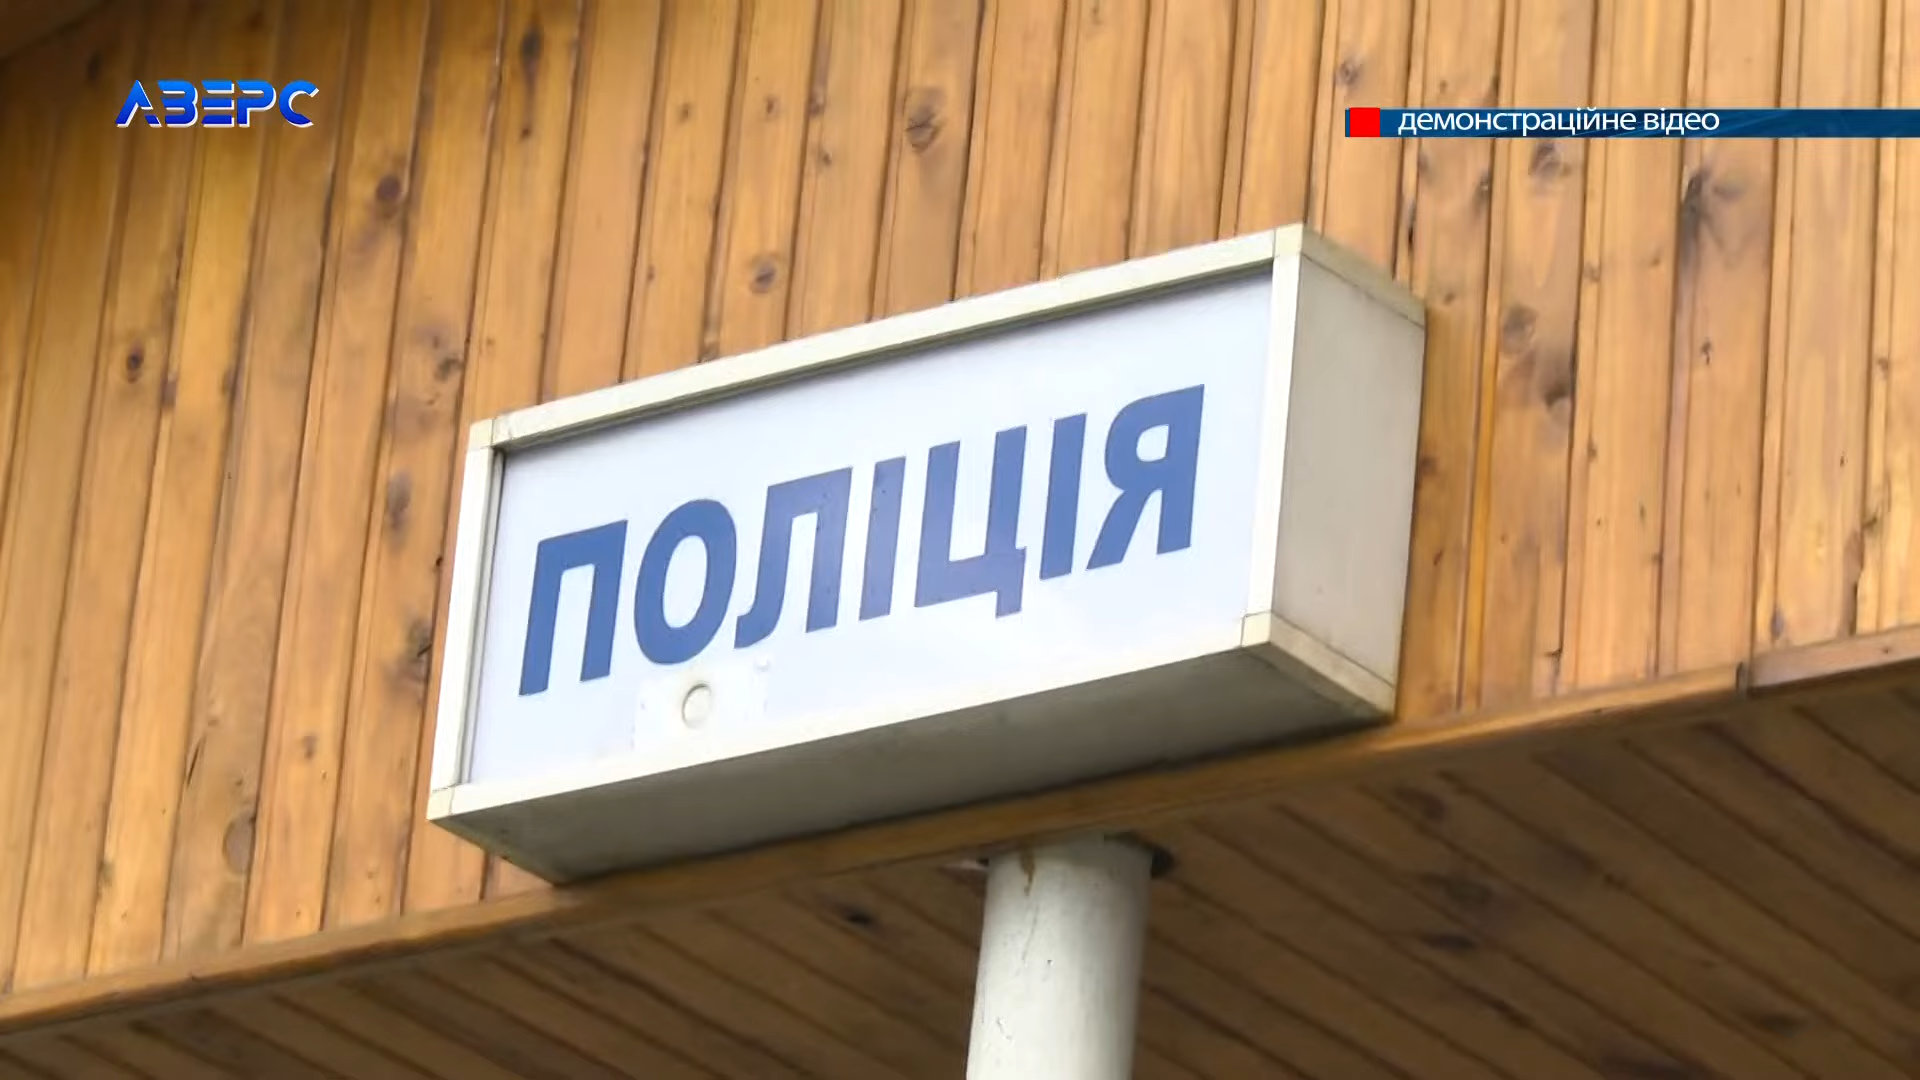 АВЕРС
демонстраційне відео
ПОЛІЦІЯ